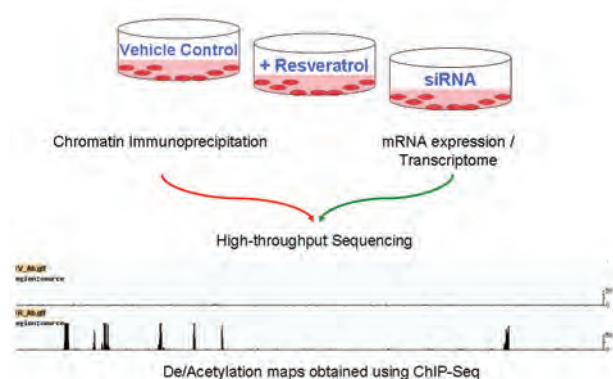 Vehicle Control
+ Resveratrol
siRNA
Chromatin Immunoprecipitation
mRNA expression /
Transcriptome
High-throughput Sequencing
De/Acetylation maps obtained using ChIP-Seq